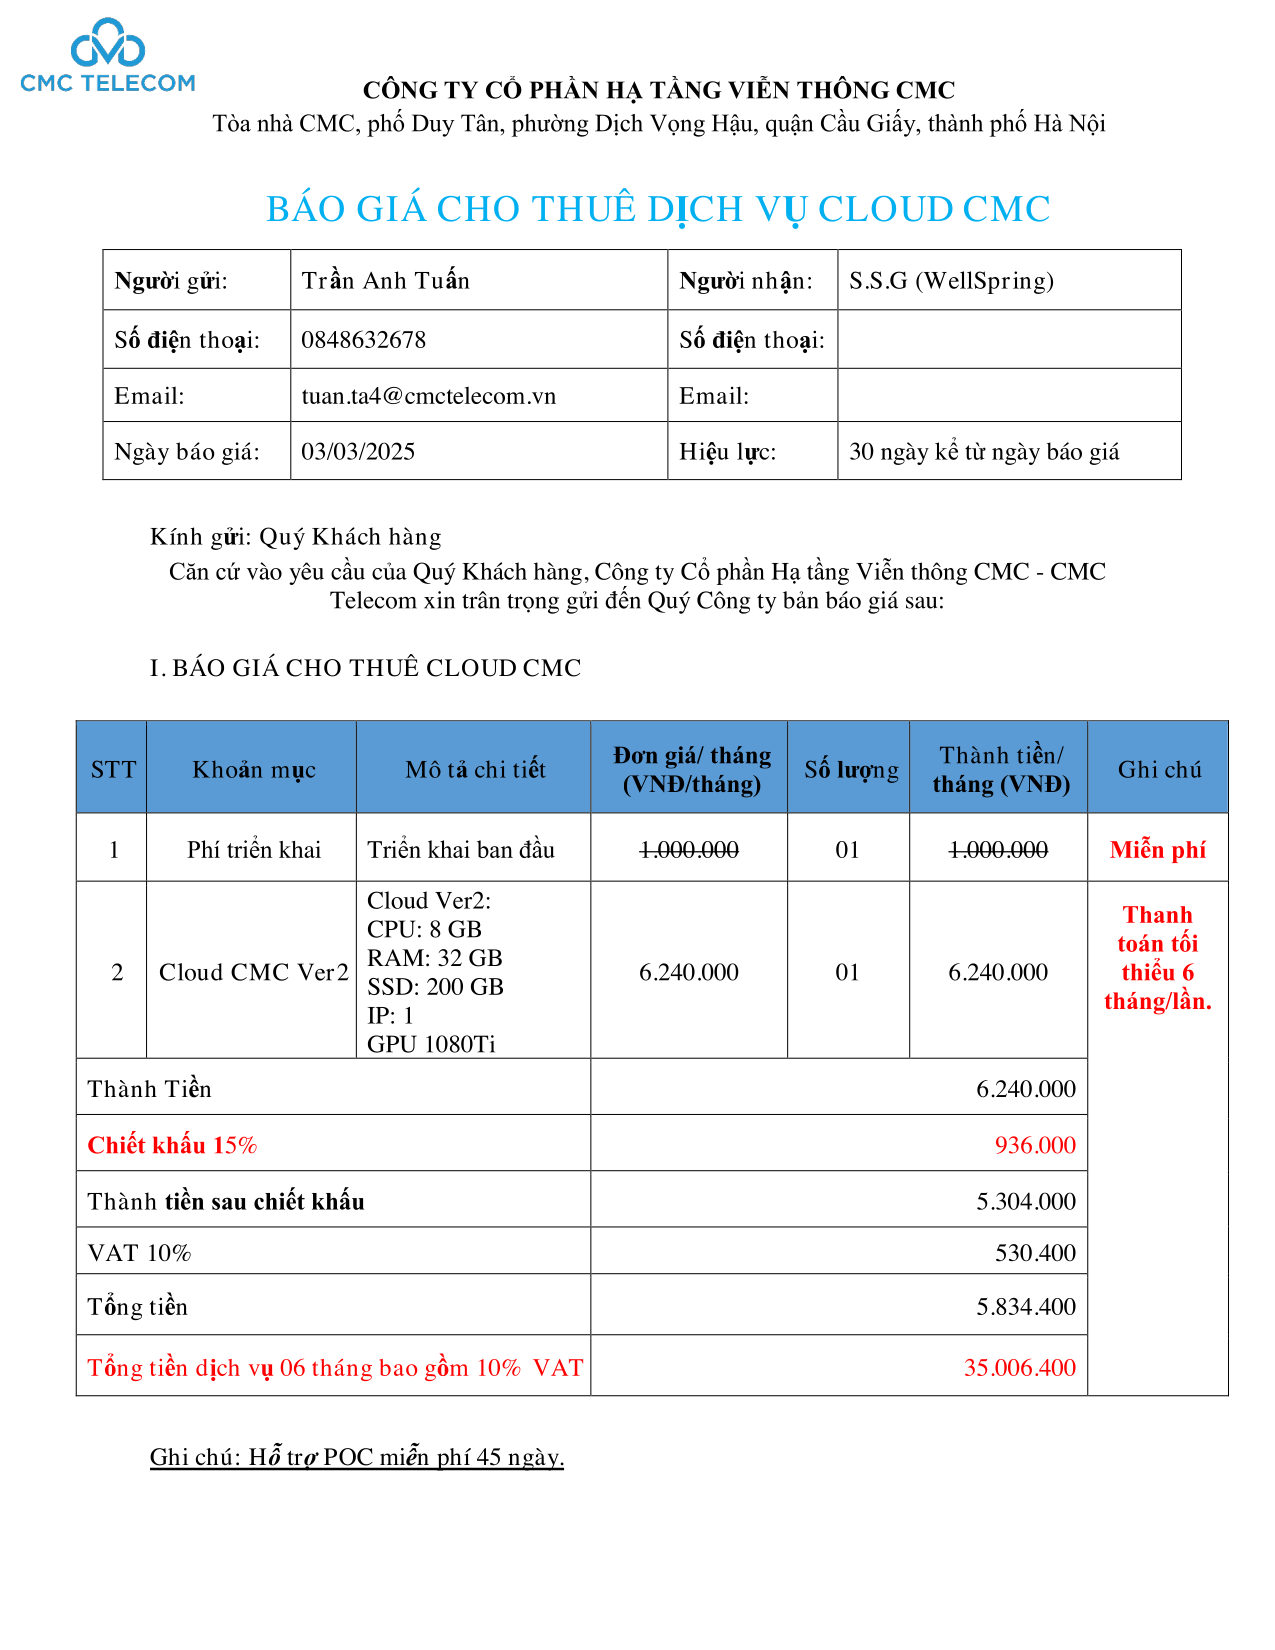 CMC TELECOM
CÔNG TY CỔ PHẦN HẠ TẦNG VIỄN THÔNG CMC
Tòa nhà CMC, phố Duy Tân, phường Dịch Vọng Hậu, quận Cầu Giấy, thành phố Hà Nội
BÁO GIÁ CHO THUÊ DỊCH VỤ CLOUD CMC
Người gửi: Trần Anh Tuấn Người nhận: S.S.G (WellSpring)
Số điện thoại: 0848632678 Số điện thoại:
Email: tuan.ta4@cmctelecom.vn Email:
Ngày báo giá: 03/03/2025 Hiệu lực: 30 ngày kể từ ngày báo giá
Kính gửi: Quý Khách hàng
Căn cứ vào yêu cầu của Quý Khách hàng, Công ty Cổ phần Hạ tầng Viễn thông CMC - CMC
Telecom xin trân trọng gửi đến Quý Công ty bản báo giá sau:
I. BÁO GIÁ CHO THUÊ CLOUD CMC
STT Khoản mục Mô tả chi tiết Đơn giá/ tháng (VNĐ/tháng) Số lượng Thành tiền/ tháng (VNĐ) Ghi chú
1 Phí triển khai Triển khai ban đầu 1.000.000 01 1.000.000 Miễn phí
2 Cloud CMC Ver2
Cloud Ver2:
CPU: 8 GB
RAM: 32 GB
SSD: 200 GB
IP: 1
GPU 1080Ti
6.240.000 01 6.240.000
Thanh
toán tối
thiểu 6
tháng/lần.
Thành Tiền 6.240.000
Chiết khấu 15% 936.000
Thành tiền sau chiết khấu 5.304.000
VAT 10% 530.400
Tổng tiền 5.834.400
Tổng tiền dịch vụ 06 tháng bao gồm 10% VAT 35.006.400
Ghi chú: Hỗ trợ POC miễn phí 45 ngày.